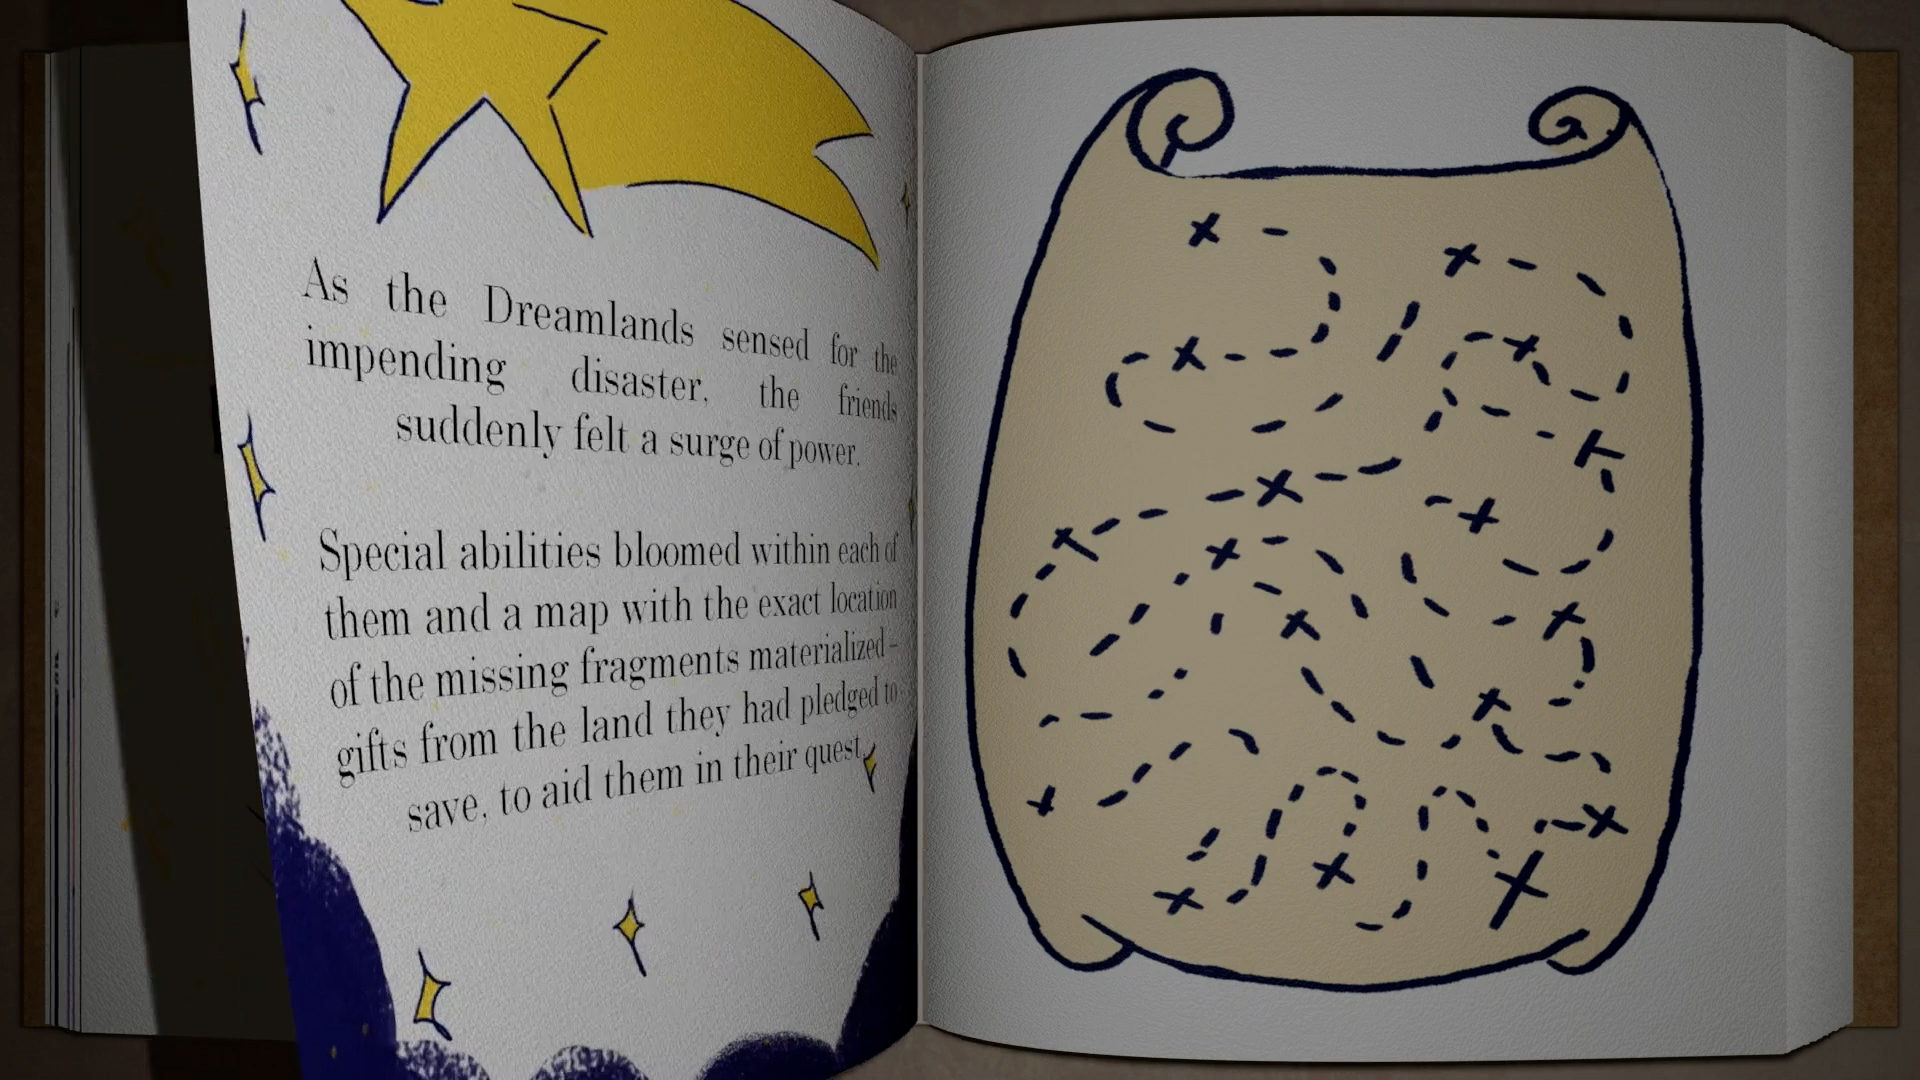 As the Dreamlands sensed for the
impending disaster, the friends
suddenly felt a surge of power.
Special abilities bloomed within each of
them and a map with the exact location
of the missing fragments materialized –
gifts from the land they had pledged to
save, to aid them in their quest.